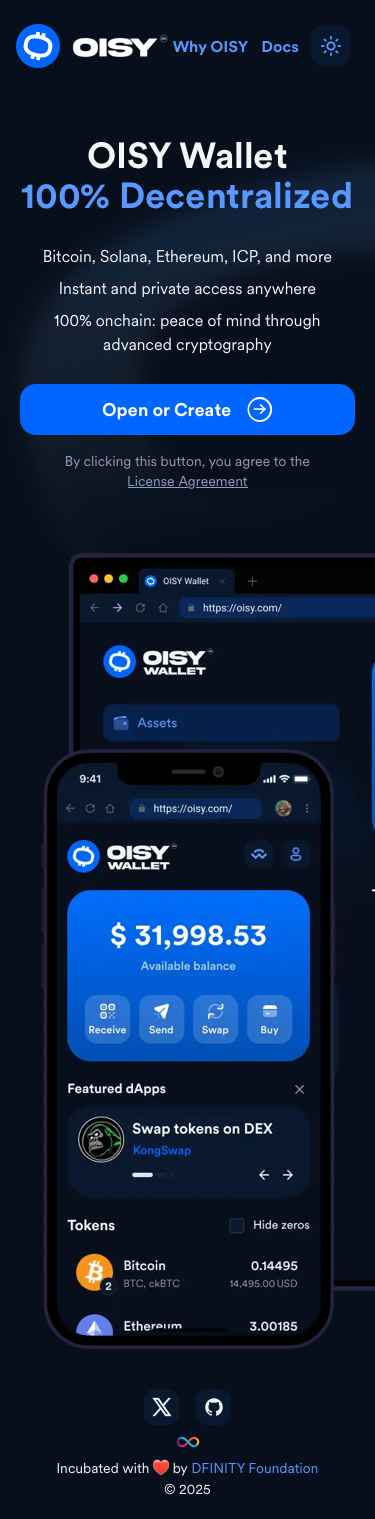 OISY Why OISY Docs
OISY Wallet
100% Decentralized
Bitcoin, Solana, Ethereum, ICP, and more
Instant and private access anywhere
100% onchain: peace of mind through
advanced cryptography
Open or Create
By clicking this button, you agree to the
License Agreement
OISY Wallet
https://oisy.com/
OISY
WALLET
Assets
9:41
https://oisy.com/
OISY
WALLET
$ 31,998.53
Available balance
Receive Send Swap Buy
Featured dApps
Swap tokens on DEX
KongSwap
Tokens Hide zeros
Bitcoin 0.14495
2 BTC, ckBTC 14,495.00 USD
Ethereum 3.00185
Incubated with ❤️ by DFINITY Foundation
© 2025